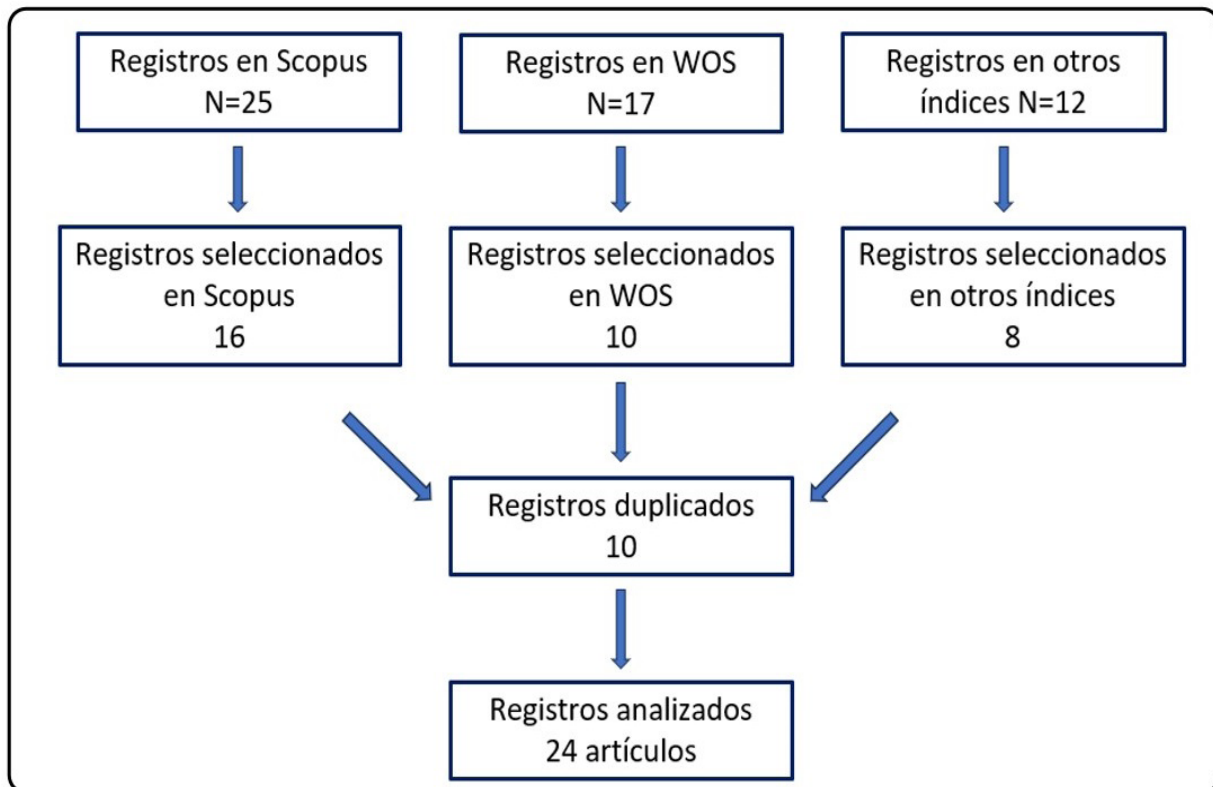 Registros en Scopus
N=25
Registros en WOS
N=17
Registros en otros
índices N=12
Registros seleccionados
en Scopus
16
Registros seleccionados
en WOS
10
Registros seleccionados
en otros índices
8
Registros duplicados
10
Registros analizados
24 artículos